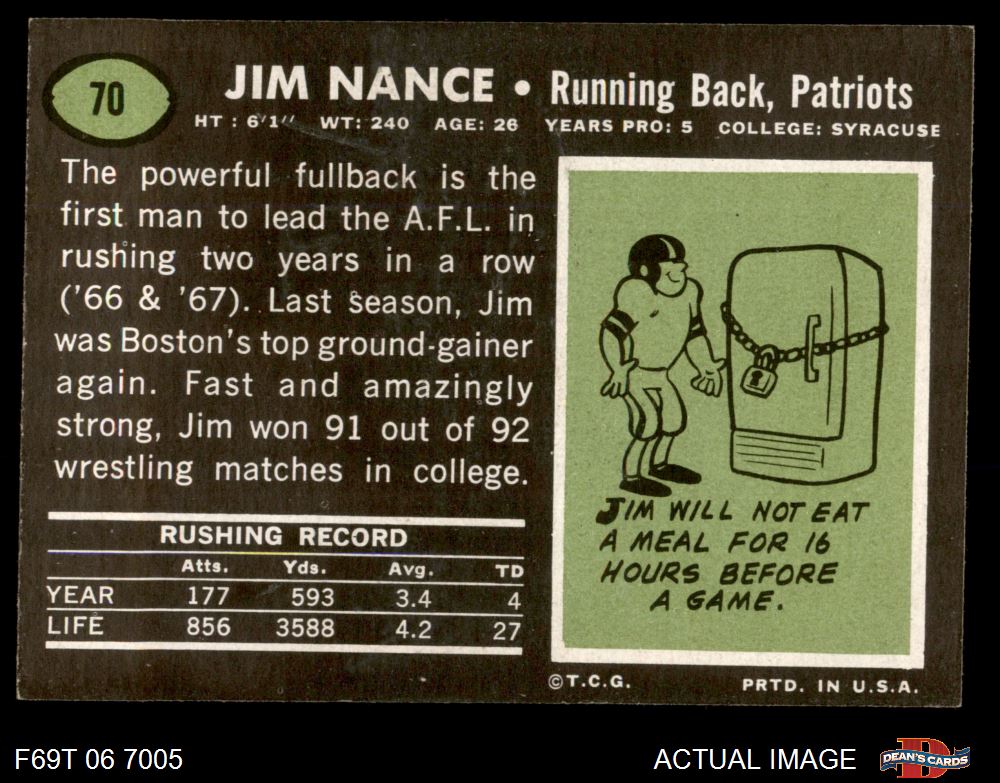 70
JIM NANCE • Running Back, Patriots
HT : 6'1" WT: 240 AGE: 26 YEARS PRO: 5 COLLEGE: SYRACUSE
The powerful fullback is the
first man to lead the A.F.L. in
rushing two years in a row
('66 & '67). Last season, Jim
was Boston's top ground-gainer
again. Fast and amazingly
strong, Jim won 91 out of 92
wrestling matches in college.
RUSHING RECORD
Atts. Yds. Avg. TD
YEAR 177 593 3.4 4
LIFE 856 3588 4.2 27
JIM WILL NOT EAT
A MEAL FOR 16
HOURS BEFORE
A GAME.
©T.C.G. PRTD. IN U.S.A.
F69T 06 7005 ACTUAL IMAGE
D
DEAN'S CARDS